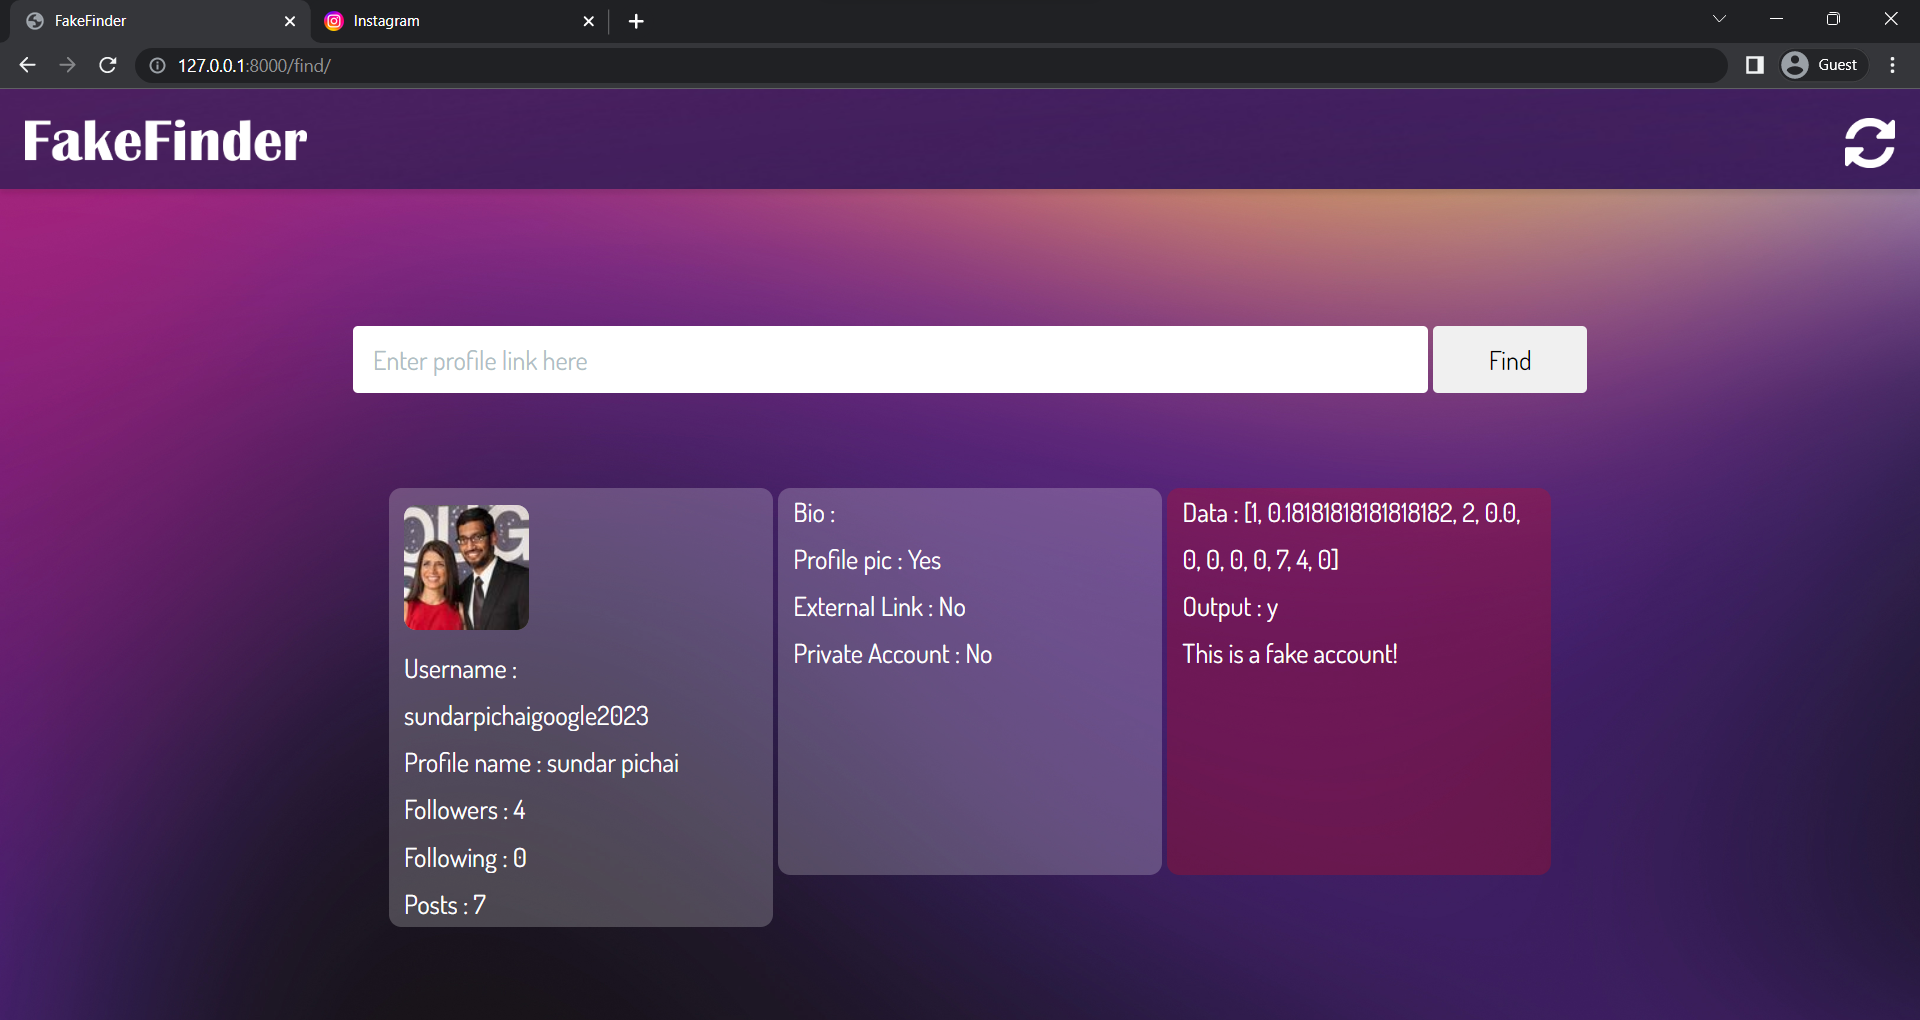 FakeFinder
Instagram
127.0.0.1:8000/find/
Guest
FakeFinder
Enter profile link here
Find
Username :
sundarpichaigoogle2023
Profile name : sundar pichai
Followers : 4
Following : 0
Posts : 7
Bio :
Profile pic : Yes
External Link : No
Private Account : No
Data : [1, 0.18181818181818182, 2, 0.0,
0, 0, 0, 0, 7, 4, 0]
Output : y
This is a fake account!